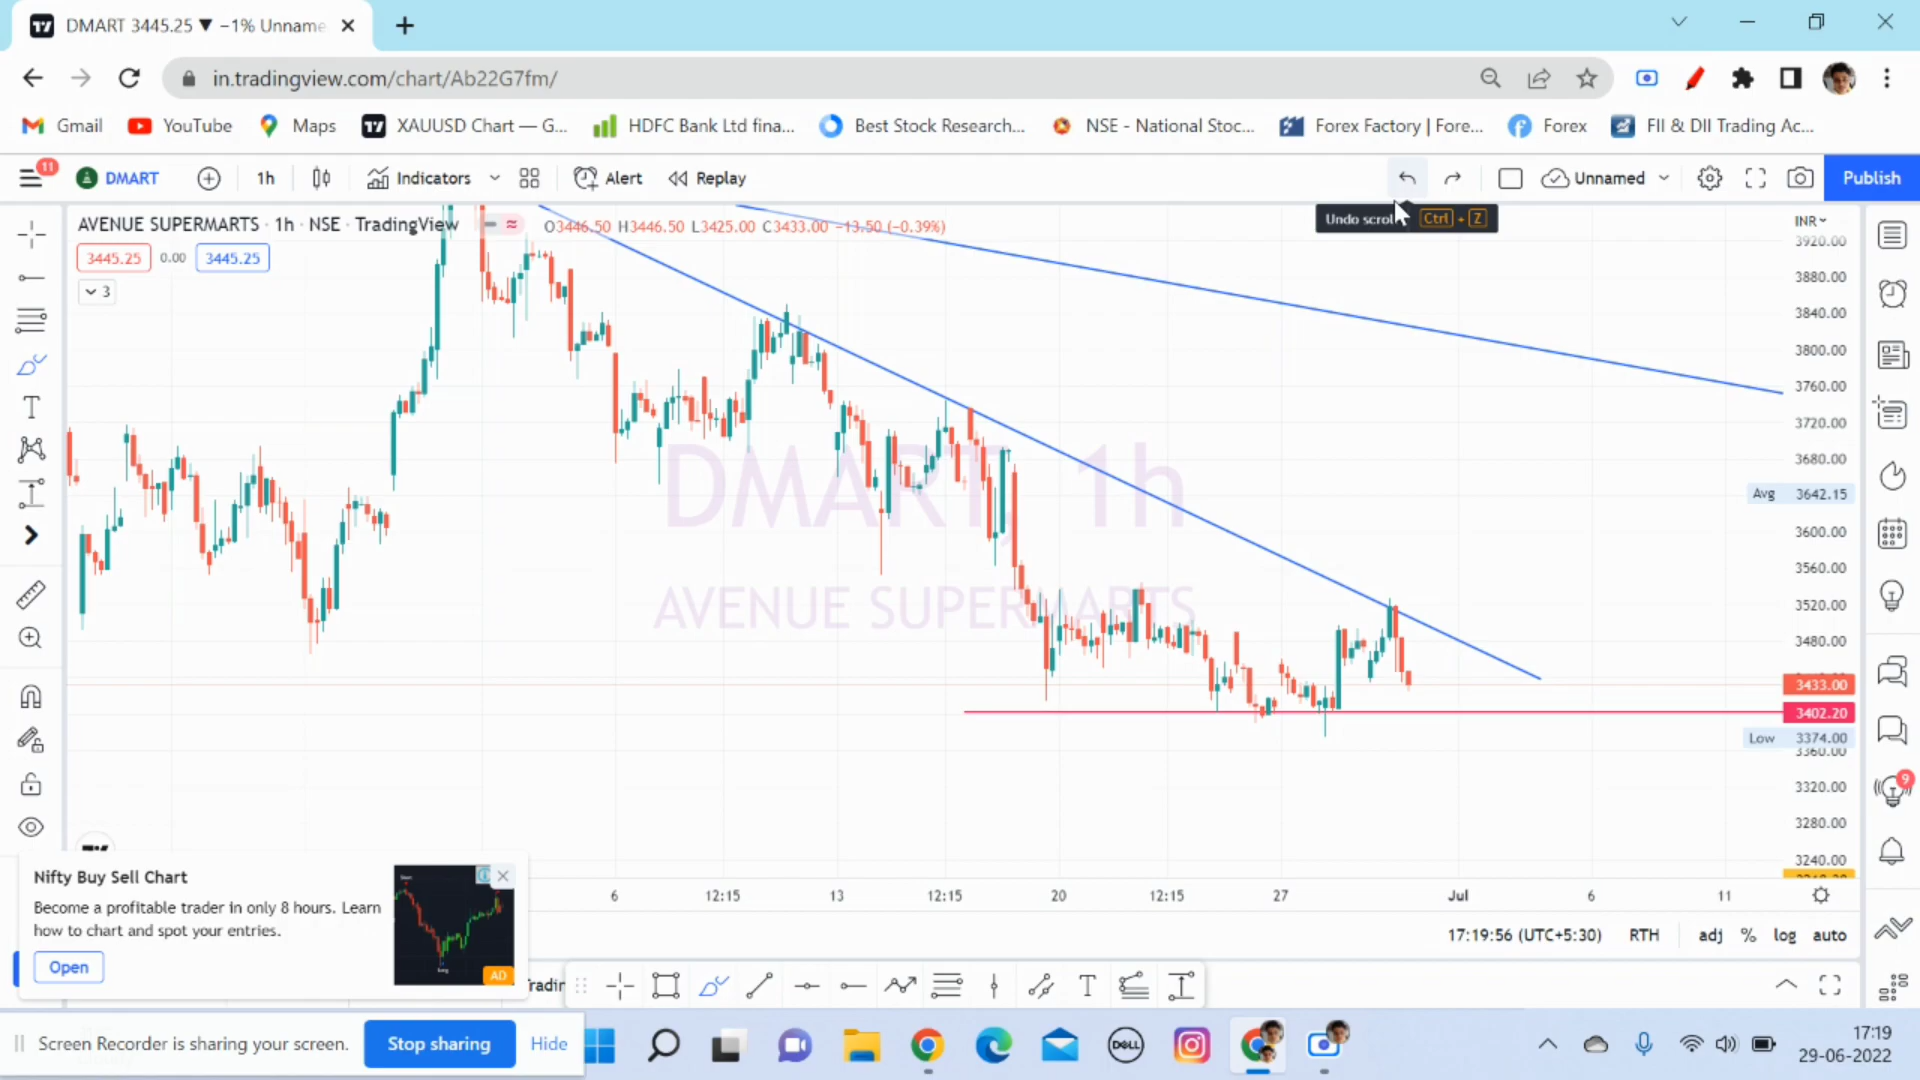 DMART 3445.25 ▼ −1% Unname
in.tradingview.com/chart/Ab22G7fm/
Gmail YouTube Maps XAUUSD Chart — G... HDFC Bank Ltd fina... Best Stock Research... NSE - National Stoc... Forex Factory | Fore... Forex FII & DII Trading Ac...
11 DMART 1h Indicators Alert Replay Unnamed Publish
Undo scrol Ctrl + Z
AVENUE SUPERMARTS · 1h · NSE · TradingView O3446.50 H3446.50 L3425.00 C3433.00 −13.50 (−0.39%)
3445.25 0.00 3445.25
3
INR
3920.00
3880.00
3840.00
3800.00
3760.00
3720.00
3680.00
Avg 3642.15
3600.00
3560.00
3520.00
3480.00
3433.00
3402.20
Low 3374.00
3360.00
3320.00
3280.00
3240.00
DMART, 1h
AVENUE SUPERMARTS
6 12:15 13 12:15 20 12:15 27 Jul 6 11
17:19:56 (UTC+5:30) RTH adj % log auto
9
Nifty Buy Sell Chart
Become a profitable trader in only 8 hours. Learn
how to chart and spot your entries.
Open
AD
Tradin
Screen Recorder is sharing your screen. Stop sharing Hide
DELL
17:19
29-06-2022